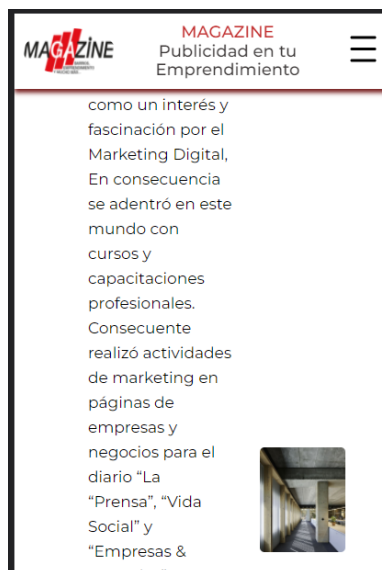 MAGAZINE
MAGAZINE
Publicidad en tu
Emprendimiento
como un interés y
fascinación por el
Marketing Digital,
En consecuencia
se adentró en este
mundo con
cursos y
capacitaciones
profesionales.
Consecuente
realizó actividades
de marketing en
páginas de
empresas y
negocios para el
diario “La
“Prensa”, “Vida
Social” y
“Empresas &